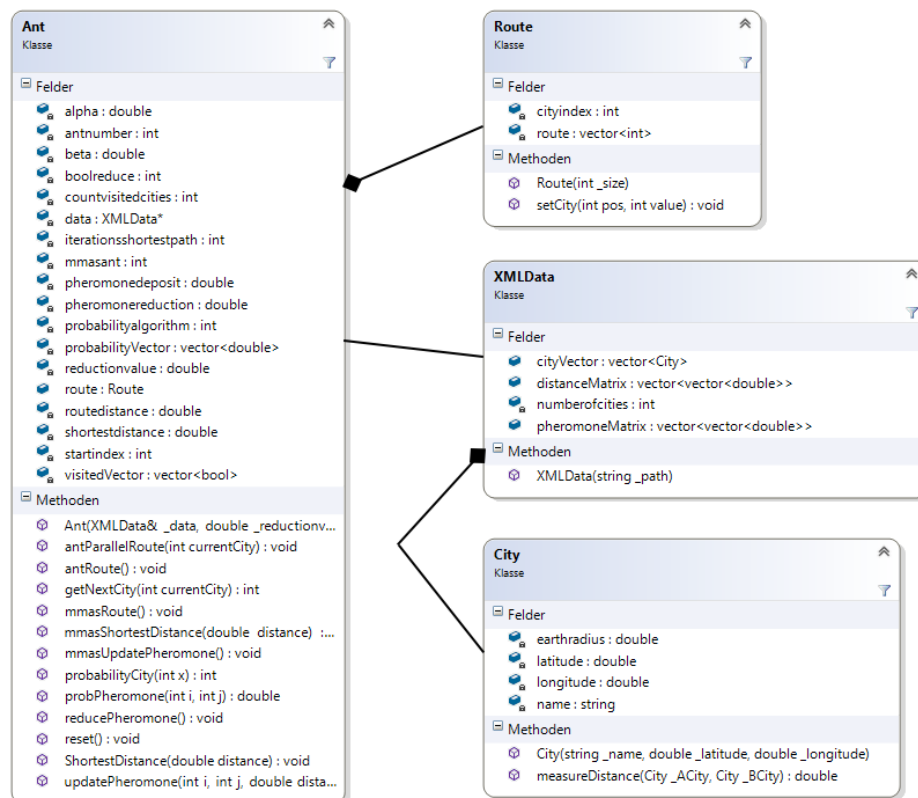 Ant
Klasse
Felder
alpha : double
antnumber : int
beta : double
boolreduce : int
countvisitedcities : int
data : XMLData*
iterationsshortestpath : int
mmasant : int
pheromonedeposit : double
pheromonereduction : double
probabilityalgorithm : int
probabilityVector : vector<double>
reductionvalue : double
route : Route
routedistance : double
shortestdistance : double
startindex : int
visitedVector : vector<bool>
Methoden
Ant(XMLData& _data, double _reductionv...
antParallelRoute(int currentCity) : void
antRoute() : void
getNextCity(int currentCity) : int
mmasRoute() : void
mmasShortestDistance(double distance) :...
mmasUpdatePheromone() : void
probabilityCity(int x) : int
probPheromone(int i, int j) : double
reducePheromone() : void
reset() : void
ShortestDistance(double distance) : void
updatePheromone(int i, int j, double dista...
Route
Klasse
Felder
cityindex : int
route : vector<int>
Methoden
Route(int _size)
setCity(int pos, int value) : void
XMLData
Klasse
Felder
cityVector : vector<City>
distanceMatrix : vector<vector<double>>
numberofcities : int
pheromoneMatrix : vector<vector<double>>
Methoden
XMLData(string _path)
City
Klasse
Felder
earthradius : double
latitude : double
longitude : double
name : string
Methoden
City(string _name, double _latitude, double _longitude)
measureDistance(City _ACity, City _BCity) : double